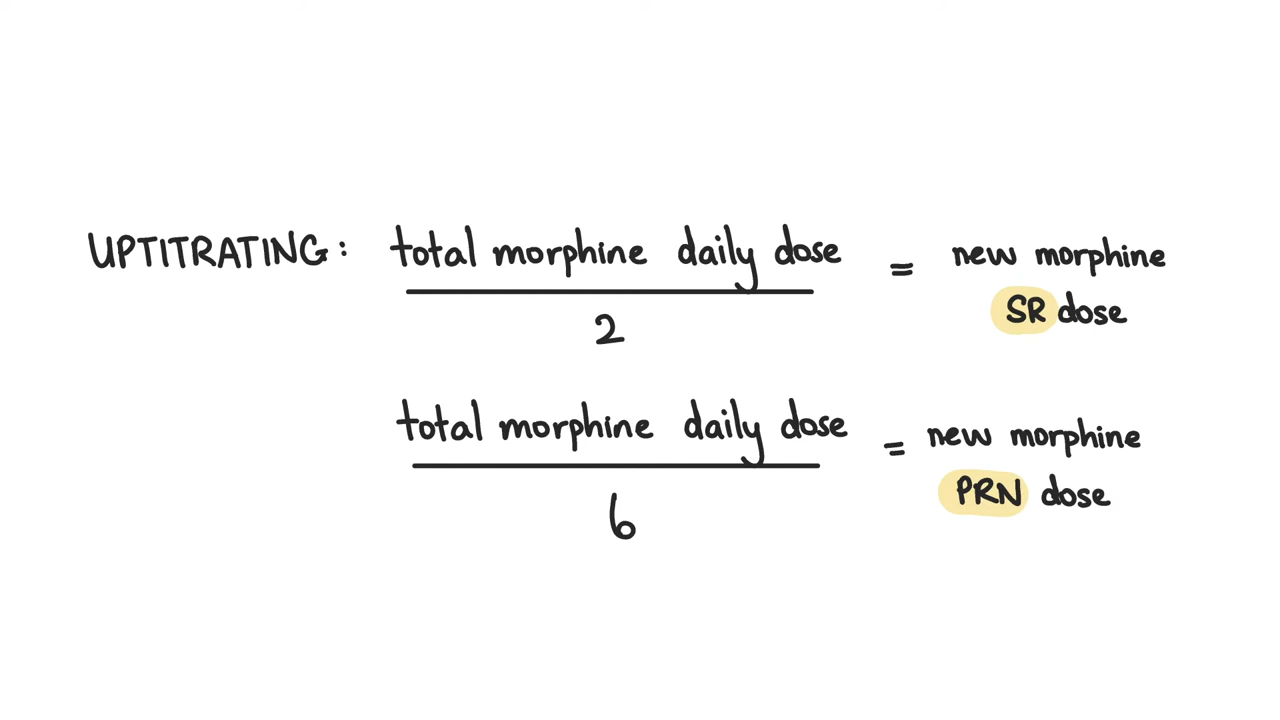 UPTITRATING: total morphine daily dose = new morphine
SR dose
2
total morphine daily dose = new morphine
PRN dose
6